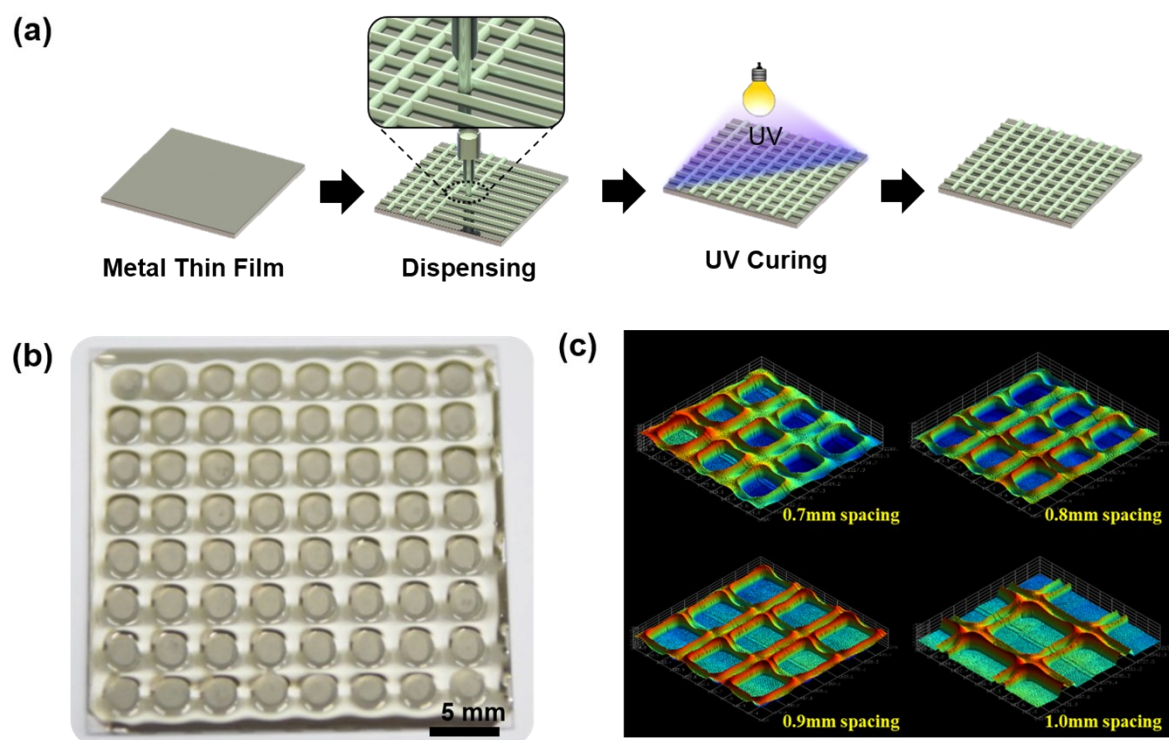 (a)
UV
Metal Thin Film
Dispensing
UV Curing
(b)
5 mm
(c)
0.7mm spacing
0.8mm spacing
0.9mm spacing
1.0mm spacing